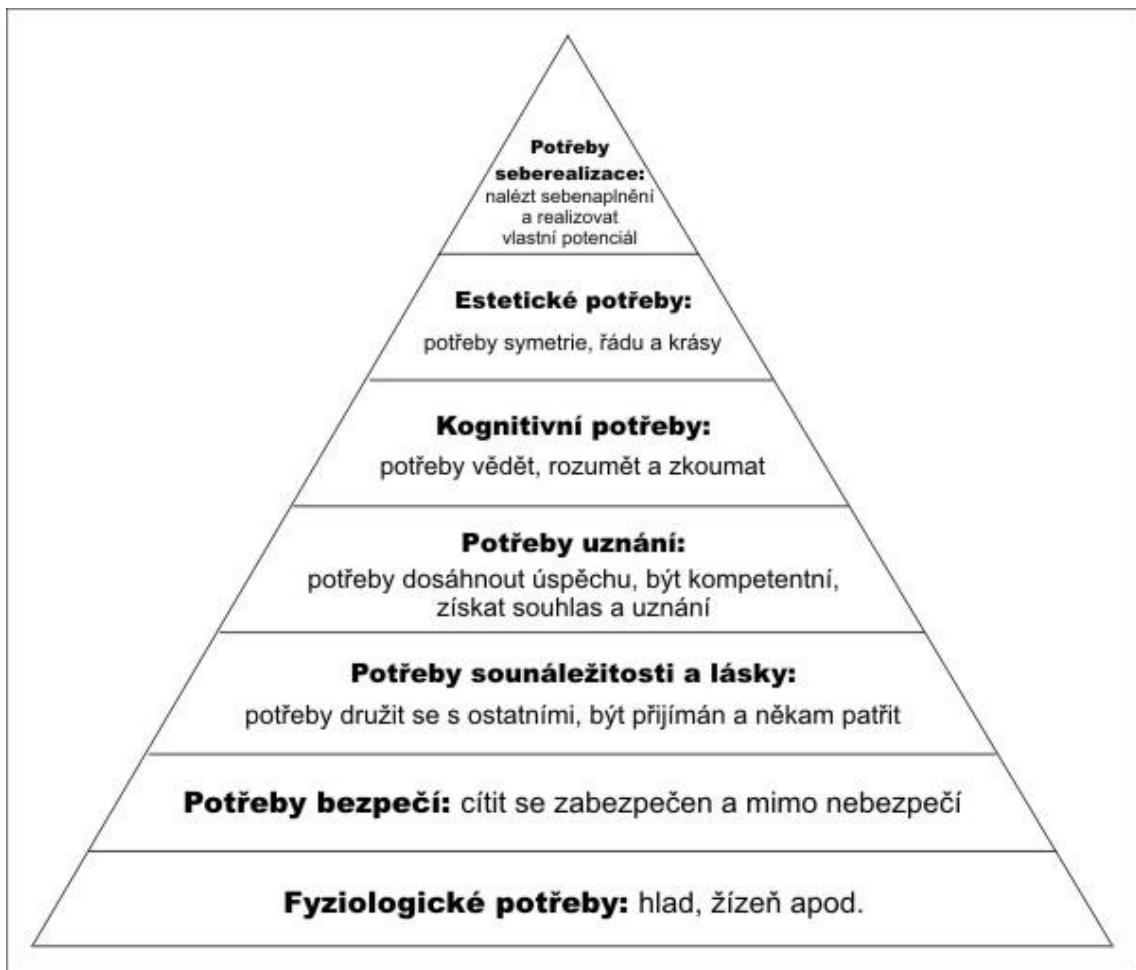 Potřeby
seberealizace:
nalézt sebenaplnění
a realizovat
vlastní potenciál
Estetické potřeby:
potřeby symetrie, řádu a krásy
Kognitivní potřeby:
potřeby vědět, rozumět a zkoumat
Potřeby uznání:
potřeby dosáhnout úspěchu, být kompetentní,
získat souhlas a uznání
Potřeby sounáležitosti a lásky:
potřeby družit se s ostatními, být přijímán a někam patřit
Potřeby bezpečí: cítit se zabezpečen a mimo nebezpečí
Fyziologické potřeby: hlad, žízeň apod.